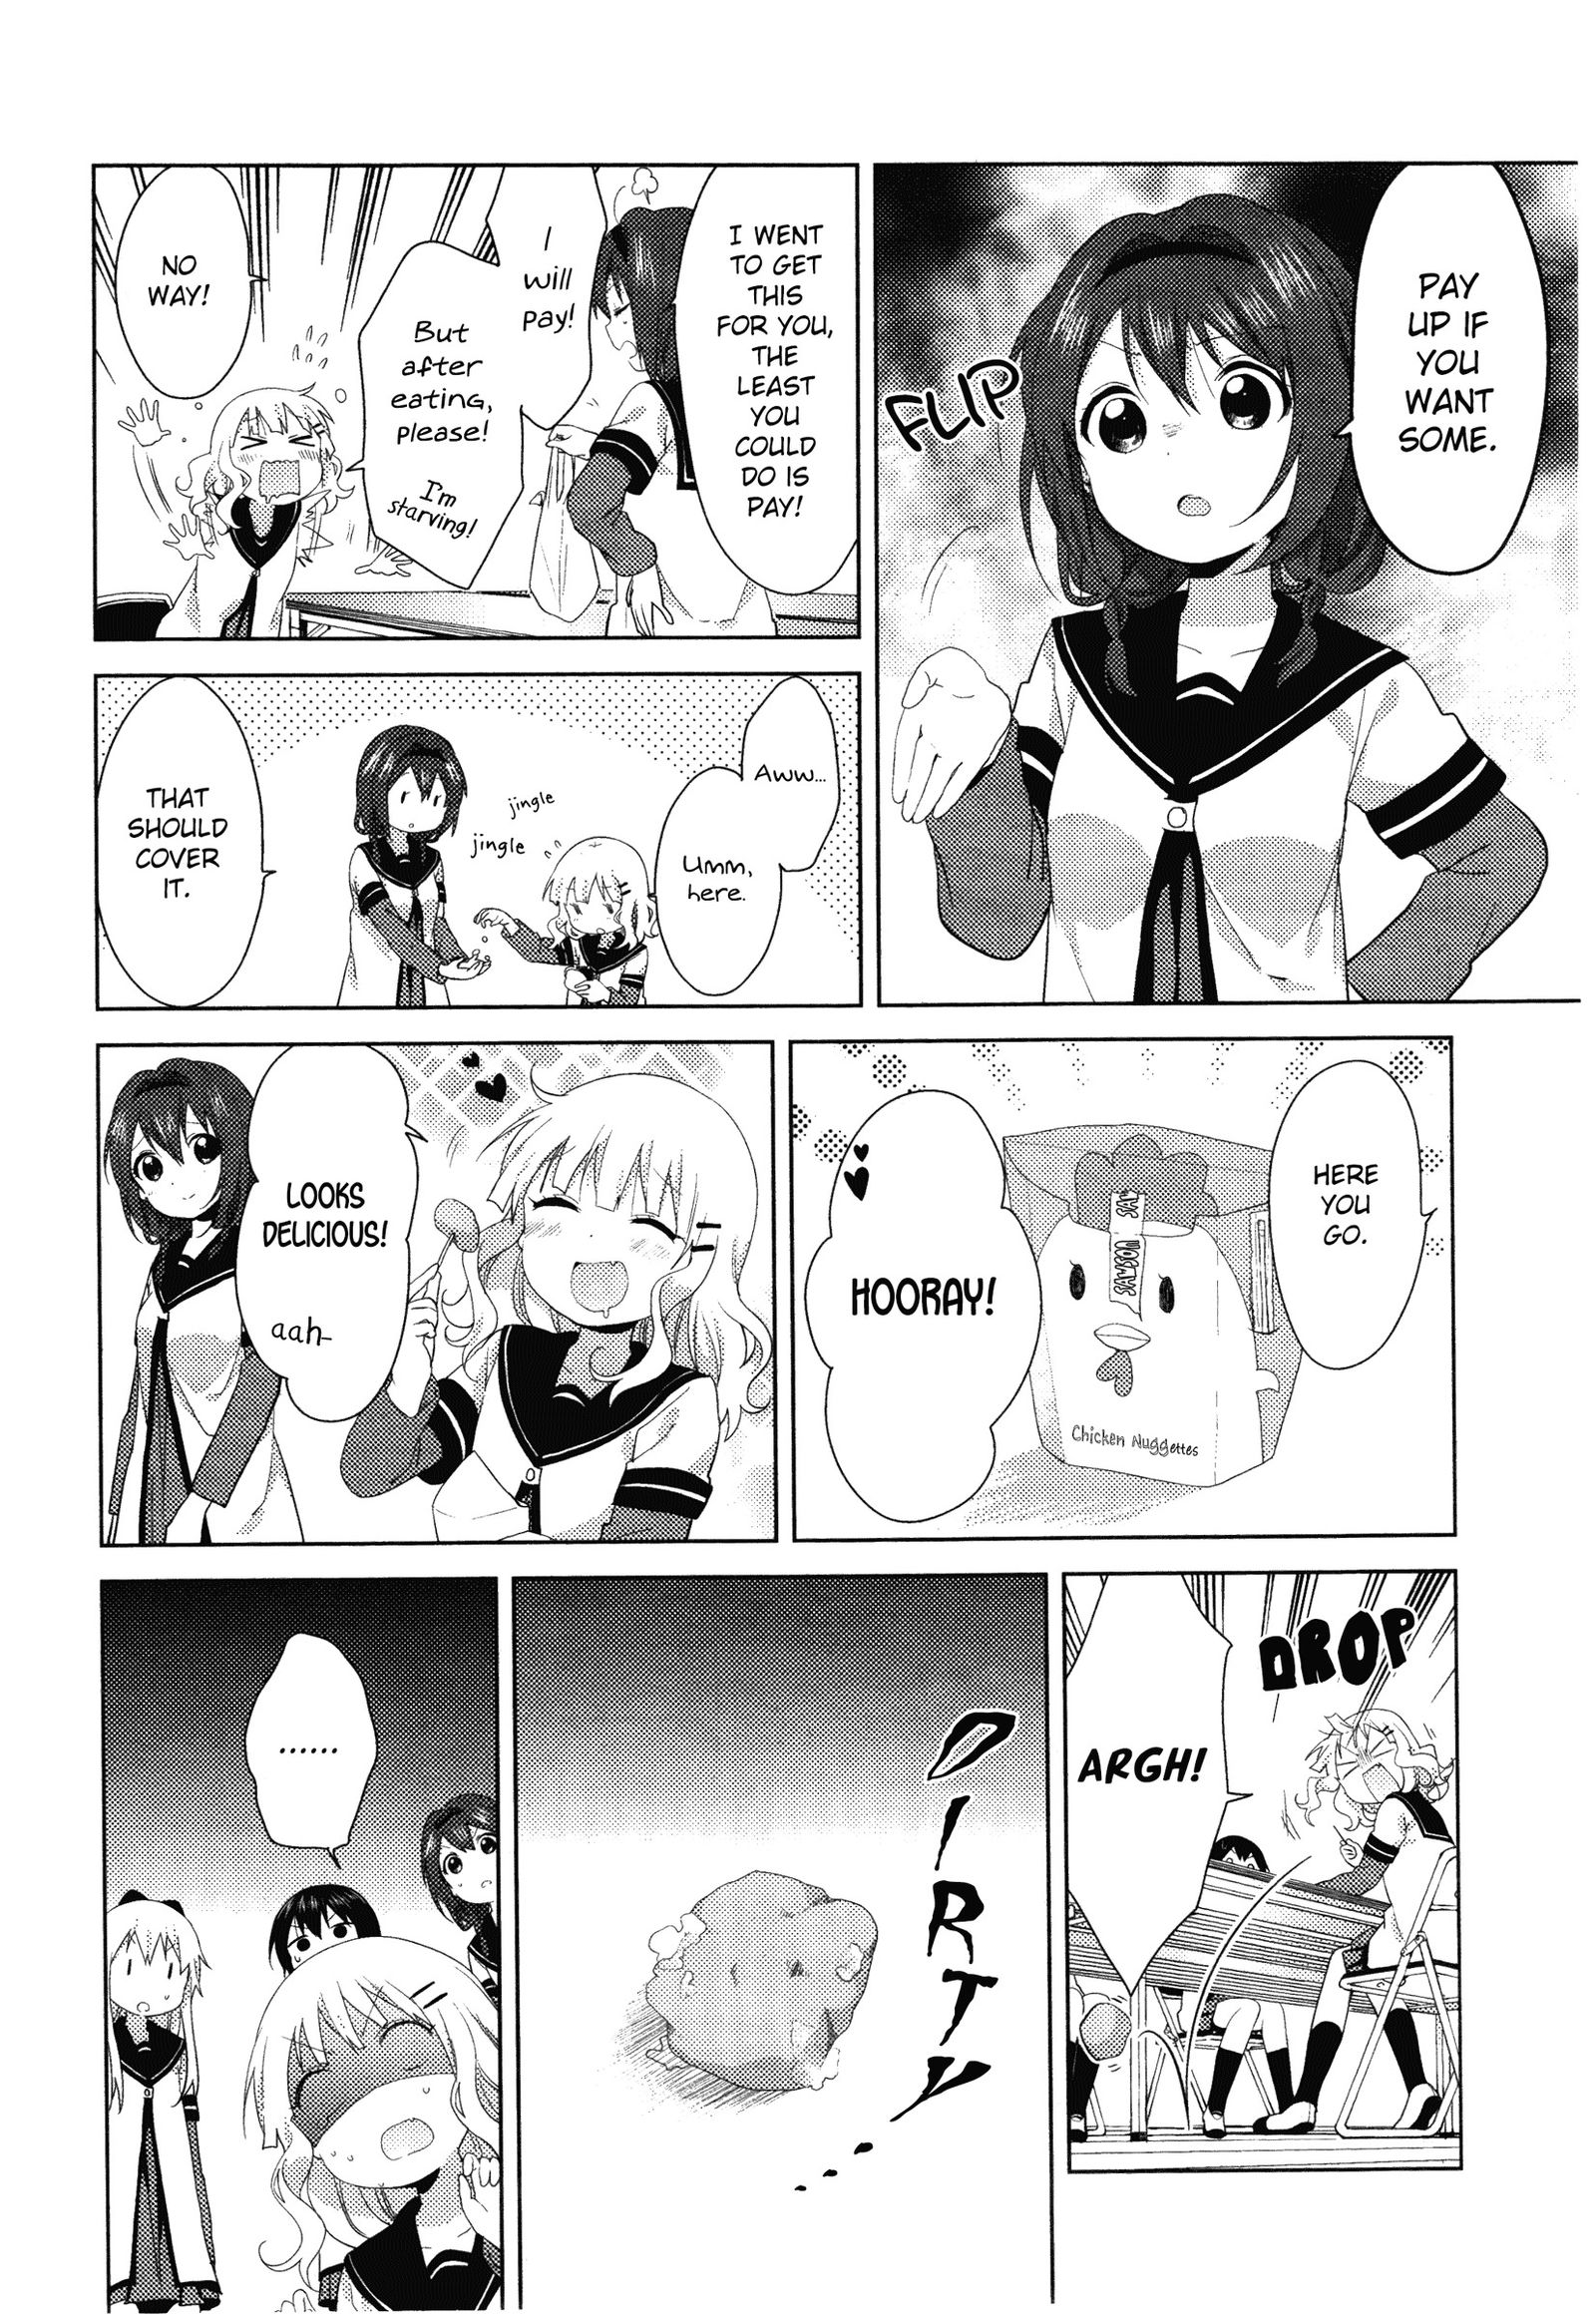 PAY
UP IF
YOU
WANT
SOME.
FLIP
I WENT
TO GET
THIS
FOR YOU,
THE
LEAST
YOU
COULD
DO IS
PAY!
I
will
pay!
But
after
eating,
please!
I'm
starving!
NO
WAY!
Aww...
Umm,
here.
jingle
jingle
THAT
SHOULD
COVER
IT.
HERE
YOU
GO.
Chicken Nuggettes
HOORAY!
LOOKS
DELICIOUS!
aah-
DROP
ARGH!
DIRTY
...
......